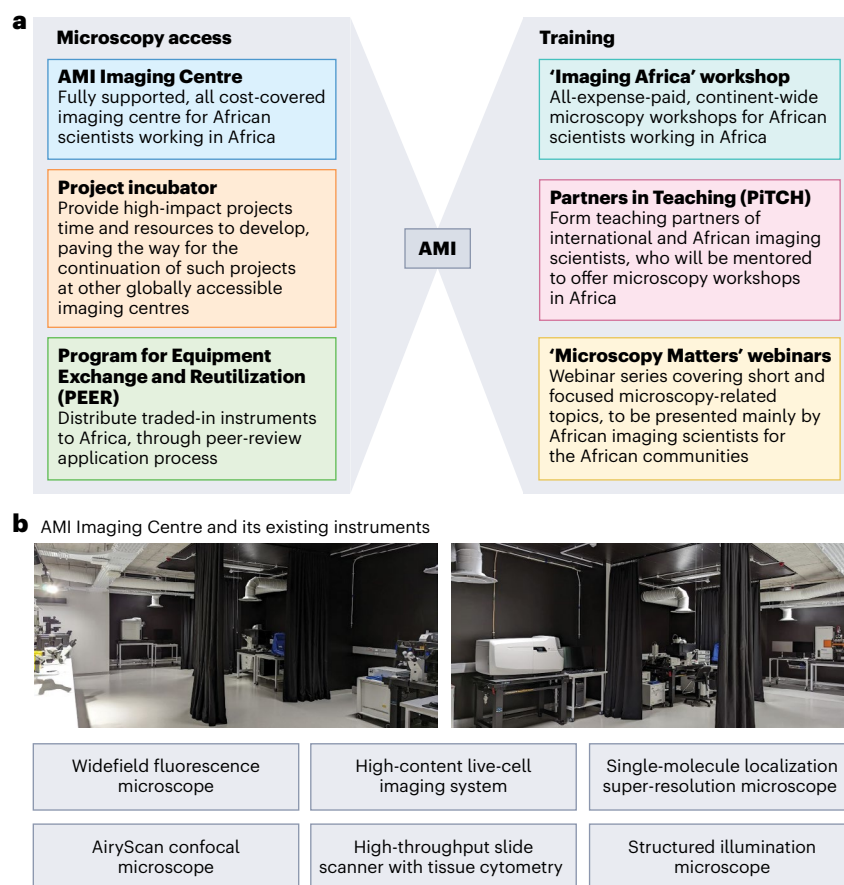 a
Microscopy access
AMI Imaging Centre
Fully supported, all cost-covered
imaging centre for African
scientists working in Africa
Project incubator
Provide high-impact projects
time and resources to develop,
paving the way for the
continuation of such projects
at other globally accessible
imaging centres
Program for Equipment
Exchange and Reutilization
(PEER)
Distribute traded-in instruments
to Africa, through peer-review
application process
AMI
Training
‘Imaging Africa’ workshop
All-expense-paid, continent-wide
microscopy workshops for African
scientists working in Africa
Partners in Teaching (PiTCH)
Form teaching partners of
international and African imaging
scientists, who will be mentored
to offer microscopy workshops
in Africa
‘Microscopy Matters’ webinars
Webinar series covering short and
focused microscopy-related
topics, to be presented mainly by
African imaging scientists for
the African communities
b AMI Imaging Centre and its existing instruments
Widefield fluorescence
microscope
High-content live-cell
imaging system
Single-molecule localization
super-resolution microscope
AiryScan confocal
microscope
High-throughput slide
scanner with tissue cytometry
Structured illumination
microscope